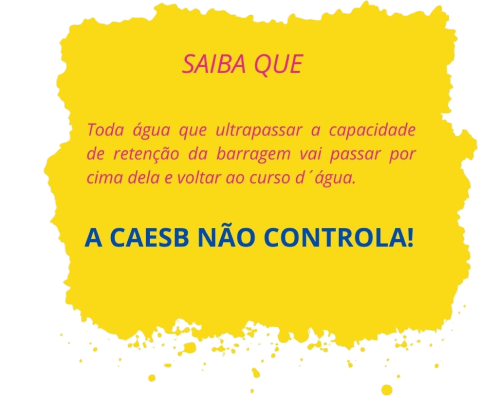 SAIBA QUE
Toda água que ultrapassar a capacidade
de retenção da barragem vai passar por
cima dela e voltar ao curso d´água.
A CAESB NÃO CONTROLA!